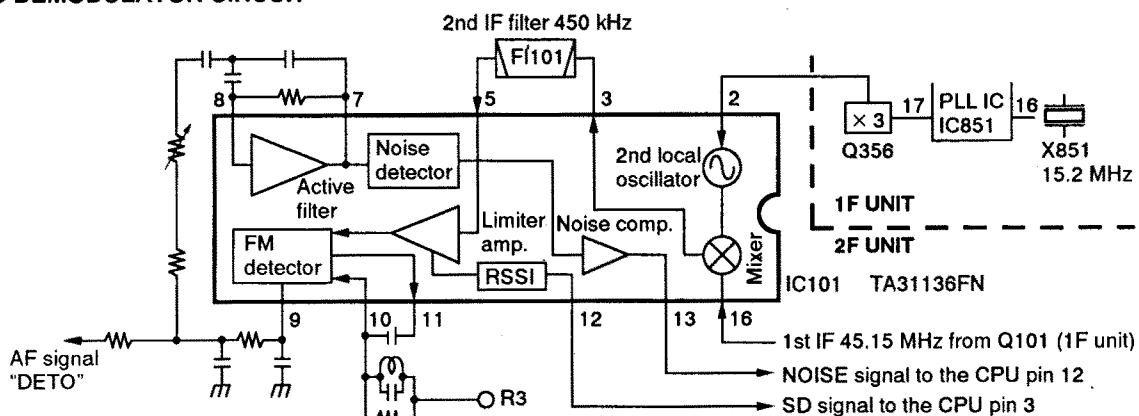 2nd IF filter 450 kHz
FI101
8
7
5
3
2
Active
filter
Noise
detector
2nd local
oscillator
× 3
Q356
17
PLL IC
IC851
16
X851
15.2 MHz
1F UNIT
2F UNIT
FM
detector
Limiter
amp.
RSSI
Noise comp.
Mixer
IC101 TA31136FN
9
10
11
12
13
16
AF signal
"DETO"
R3
1st IF 45.15 MHz from Q101 (1F unit)
NOISE signal to the CPU pin 12
SD signal to the CPU pin 3